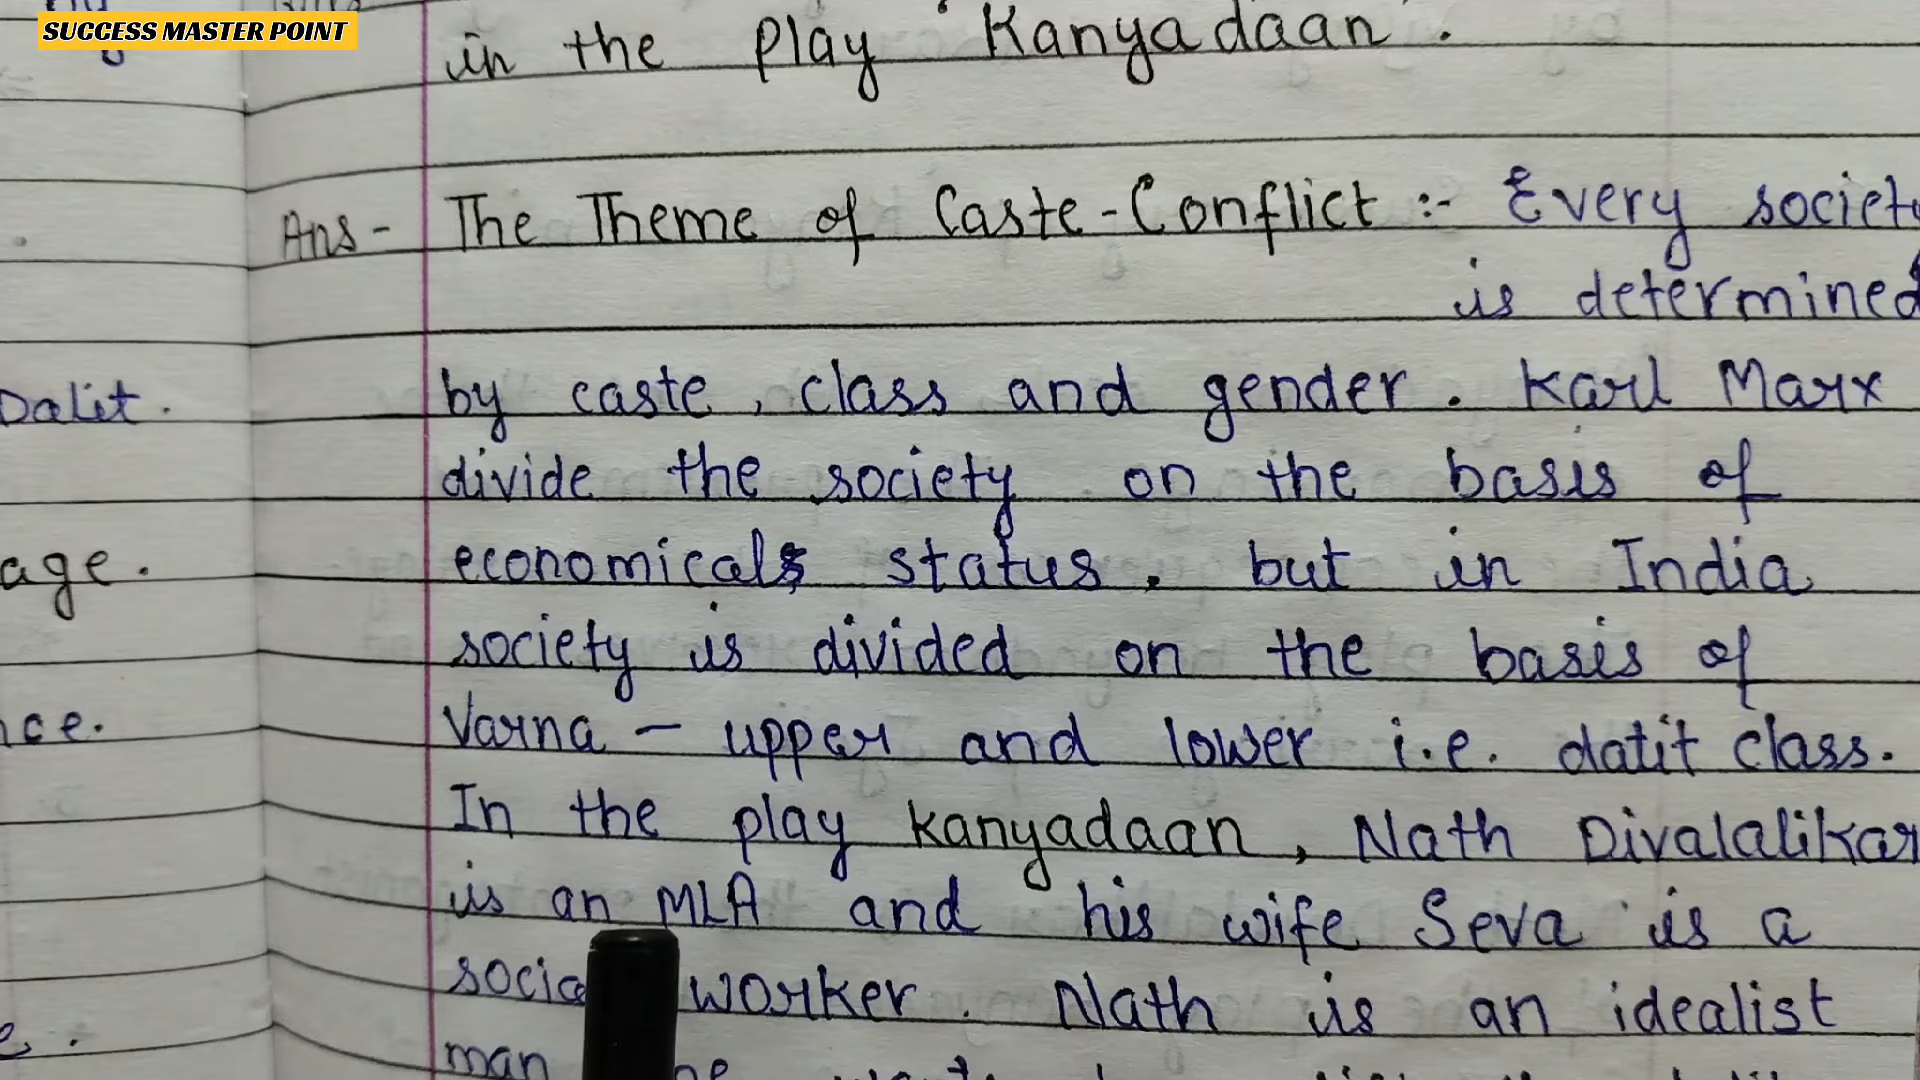 SUCCESS MASTER POINT
in the play 'Kanyadaan.
Ans - The Theme of Caste-Conflict :- Every society
is determined
by caste, class and gender. Karl Marx
Dalit.
divide the society on the basis of
economicals status, but in India
age.
society is divided on the basis of
Varna – upper and lower i.e. datit class.
In the play kanyadaan, Nath Divalalikar
is an MLA and his wife Seva is a
worker. Nath is an idealist
man